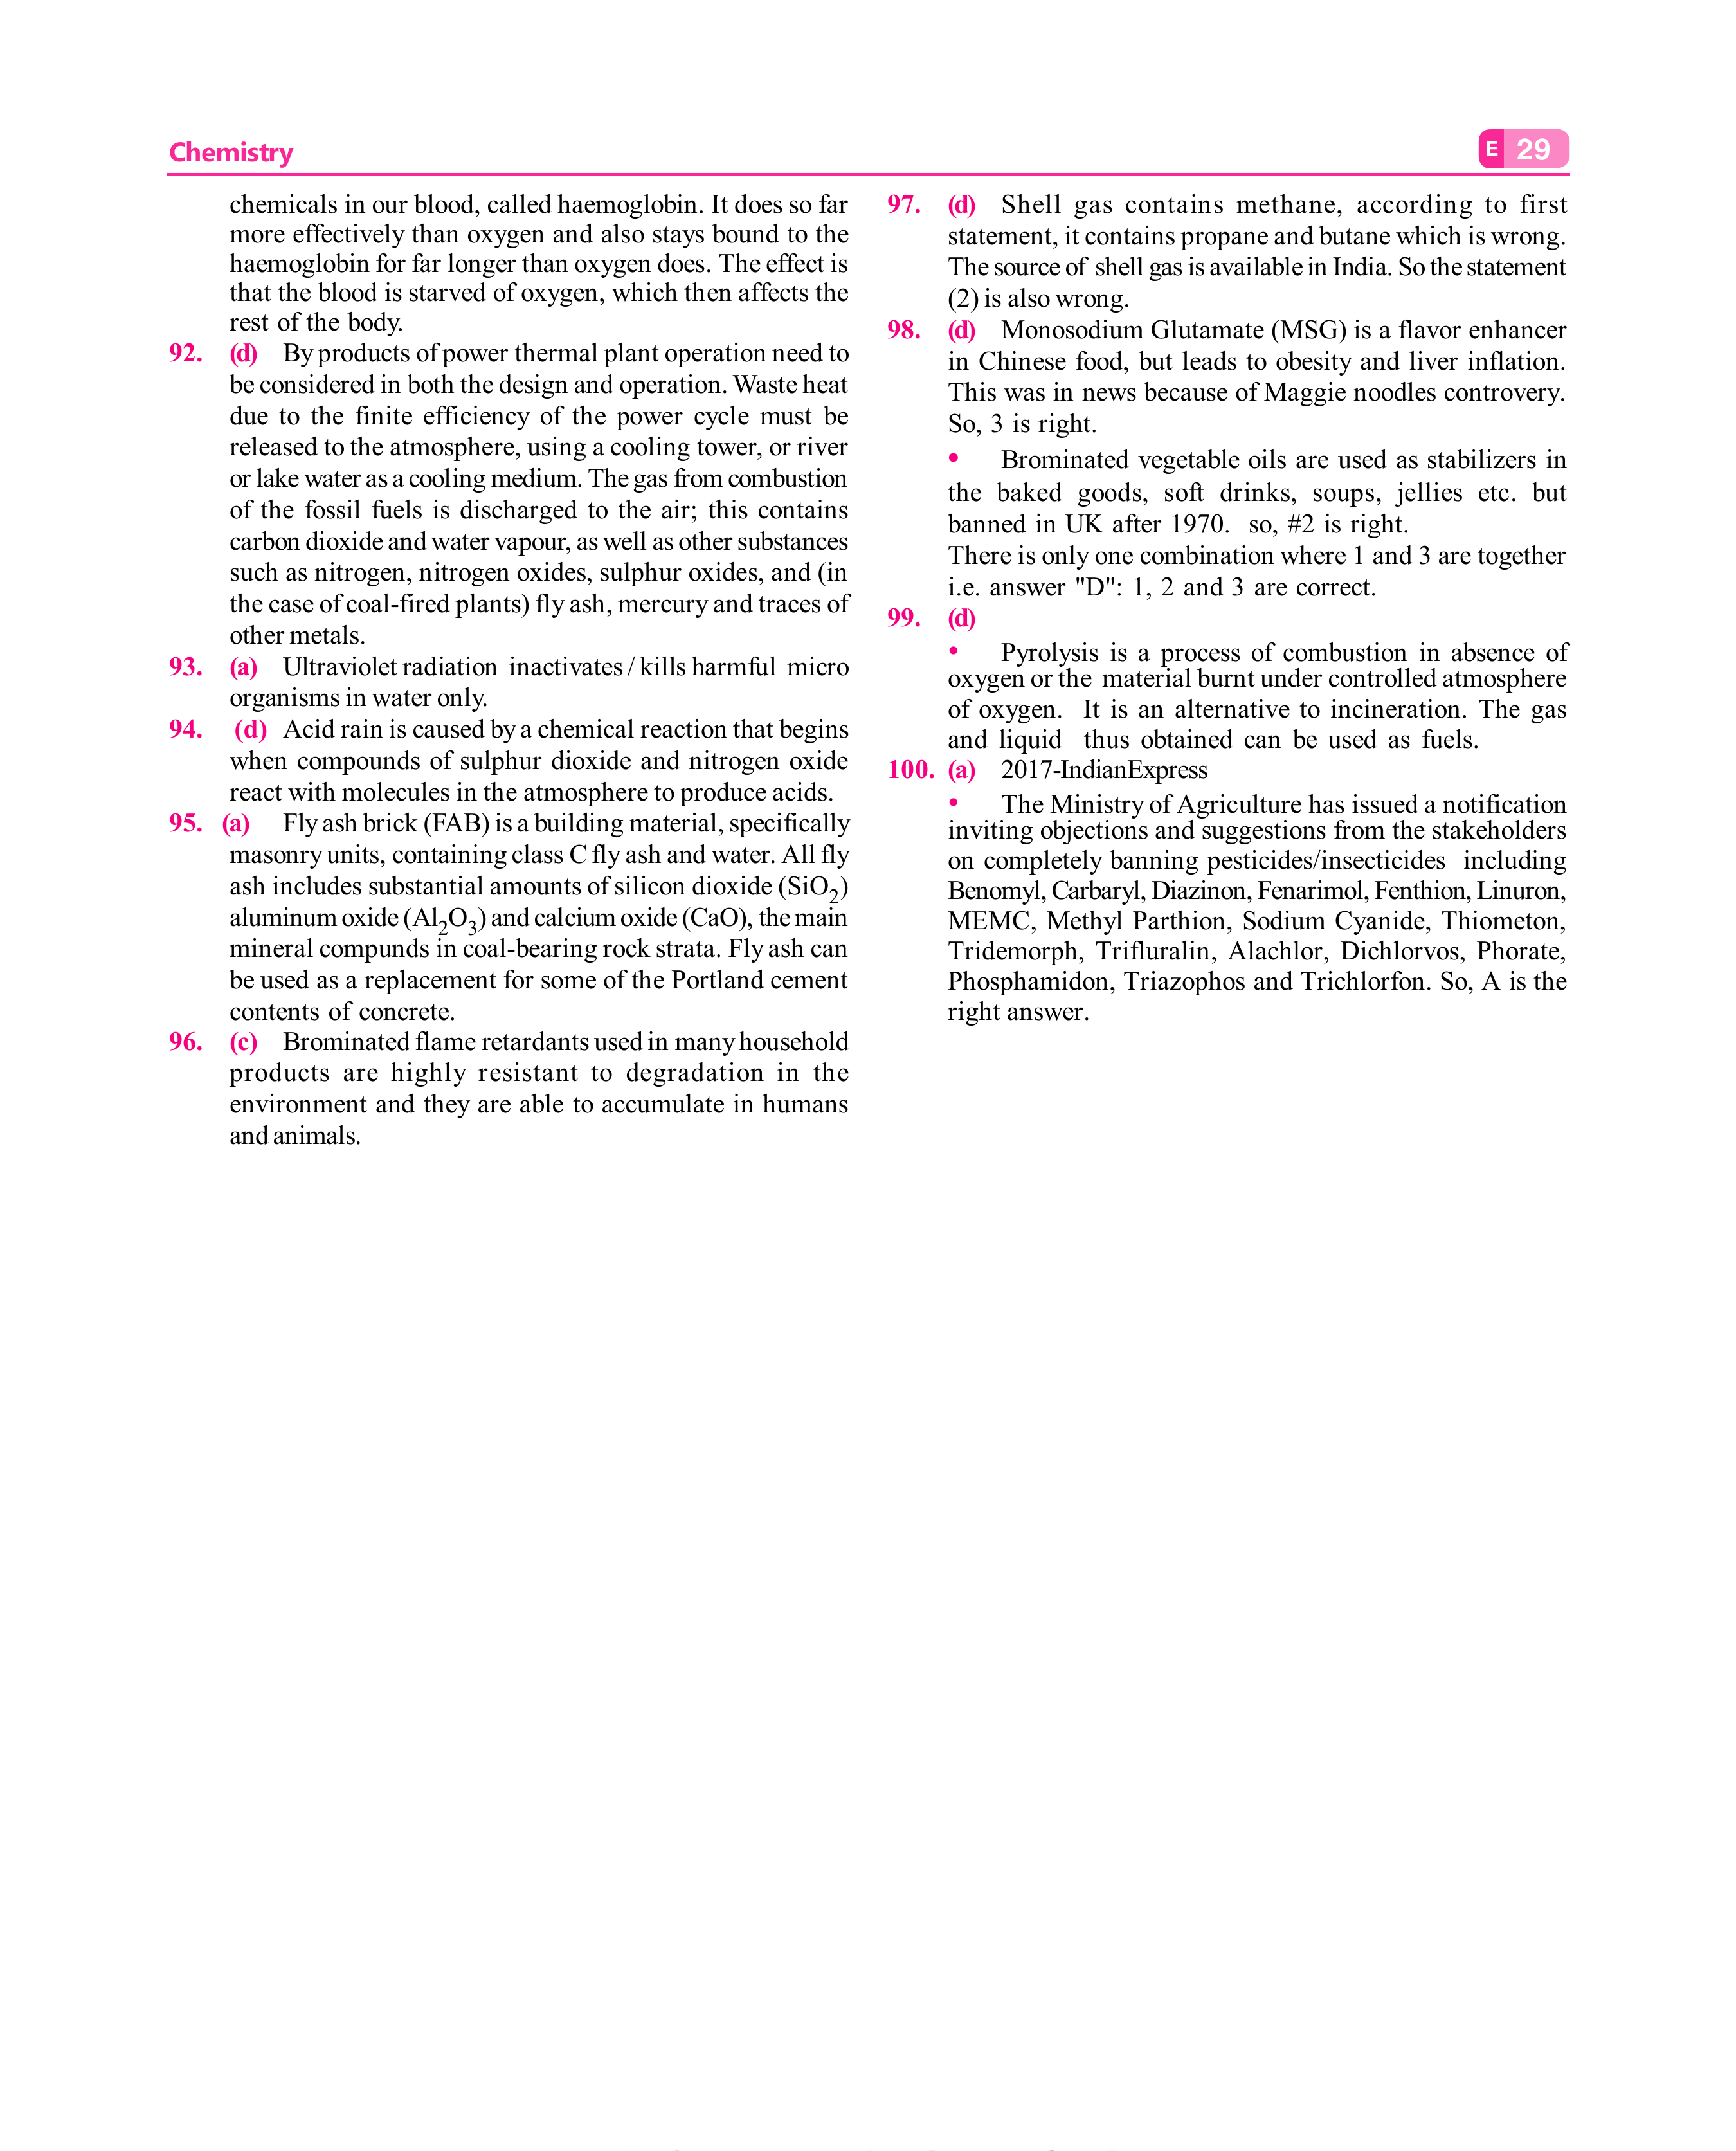 Chemistry
E 29
chemicals in our blood, called haemoglobin. It does so far
more effectively than oxygen and also stays bound to the
haemoglobin for far longer than oxygen does. The effect is
that the blood is starved of oxygen, which then affects the
rest of the body.
92. (d) By products of power thermal plant operation need to
be considered in both the design and operation. Waste heat
due to the finite efficiency of the power cycle must be
released to the atmosphere, using a cooling tower, or river
or lake water as a cooling medium. The gas from combustion
of the fossil fuels is discharged to the air; this contains
carbon dioxide and water vapour, as well as other substances
such as nitrogen, nitrogen oxides, sulphur oxides, and (in
the case of coal-fired plants) fly ash, mercury and traces of
other metals.
93. (a) Ultraviolet radiation inactivates / kills harmful micro
organisms in water only.
94. (d) Acid rain is caused by a chemical reaction that begins
when compounds of sulphur dioxide and nitrogen oxide
react with molecules in the atmosphere to produce acids.
95. (a) Fly ash brick (FAB) is a building material, specifically
masonry units, containing class C fly ash and water. All fly
ash includes substantial amounts of silicon dioxide (SiO₂)
aluminum oxide (Al₂O₃) and calcium oxide (CaO), the main
mineral compunds in coal-bearing rock strata. Fly ash can
be used as a replacement for some of the Portland cement
contents of concrete.
96. (c) Brominated flame retardants used in many household
products are highly resistant to degradation in the
environment and they are able to accumulate in humans
and animals.
97. (d) Shell gas contains methane, according to first
statement, it contains propane and butane which is wrong.
The source of shell gas is available in India. So the statement
(2) is also wrong.
98. (d) Monosodium Glutamate (MSG) is a flavor enhancer
in Chinese food, but leads to obesity and liver inflation.
This was in news because of Maggie noodles controvery.
So, 3 is right.
• Brominated vegetable oils are used as stabilizers in
the baked goods, soft drinks, soups, jellies etc. but
banned in UK after 1970. so, #2 is right.
There is only one combination where 1 and 3 are together
i.e. answer "D": 1, 2 and 3 are correct.
99. (d)
• Pyrolysis is a process of combustion in absence of
oxygen or the material burnt under controlled atmosphere
of oxygen. It is an alternative to incineration. The gas
and liquid thus obtained can be used as fuels.
100. (a) 2017-IndianExpress
• The Ministry of Agriculture has issued a notification
inviting objections and suggestions from the stakeholders
on completely banning pesticides/insecticides including
Benomyl, Carbaryl, Diazinon, Fenarimol, Fenthion, Linuron,
MEMC, Methyl Parthion, Sodium Cyanide, Thiometon,
Tridemorph, Trifluralin, Alachlor, Dichlorvos, Phorate,
Phosphamidon, Triazophos and Trichlorfon. So, A is the
right answer.